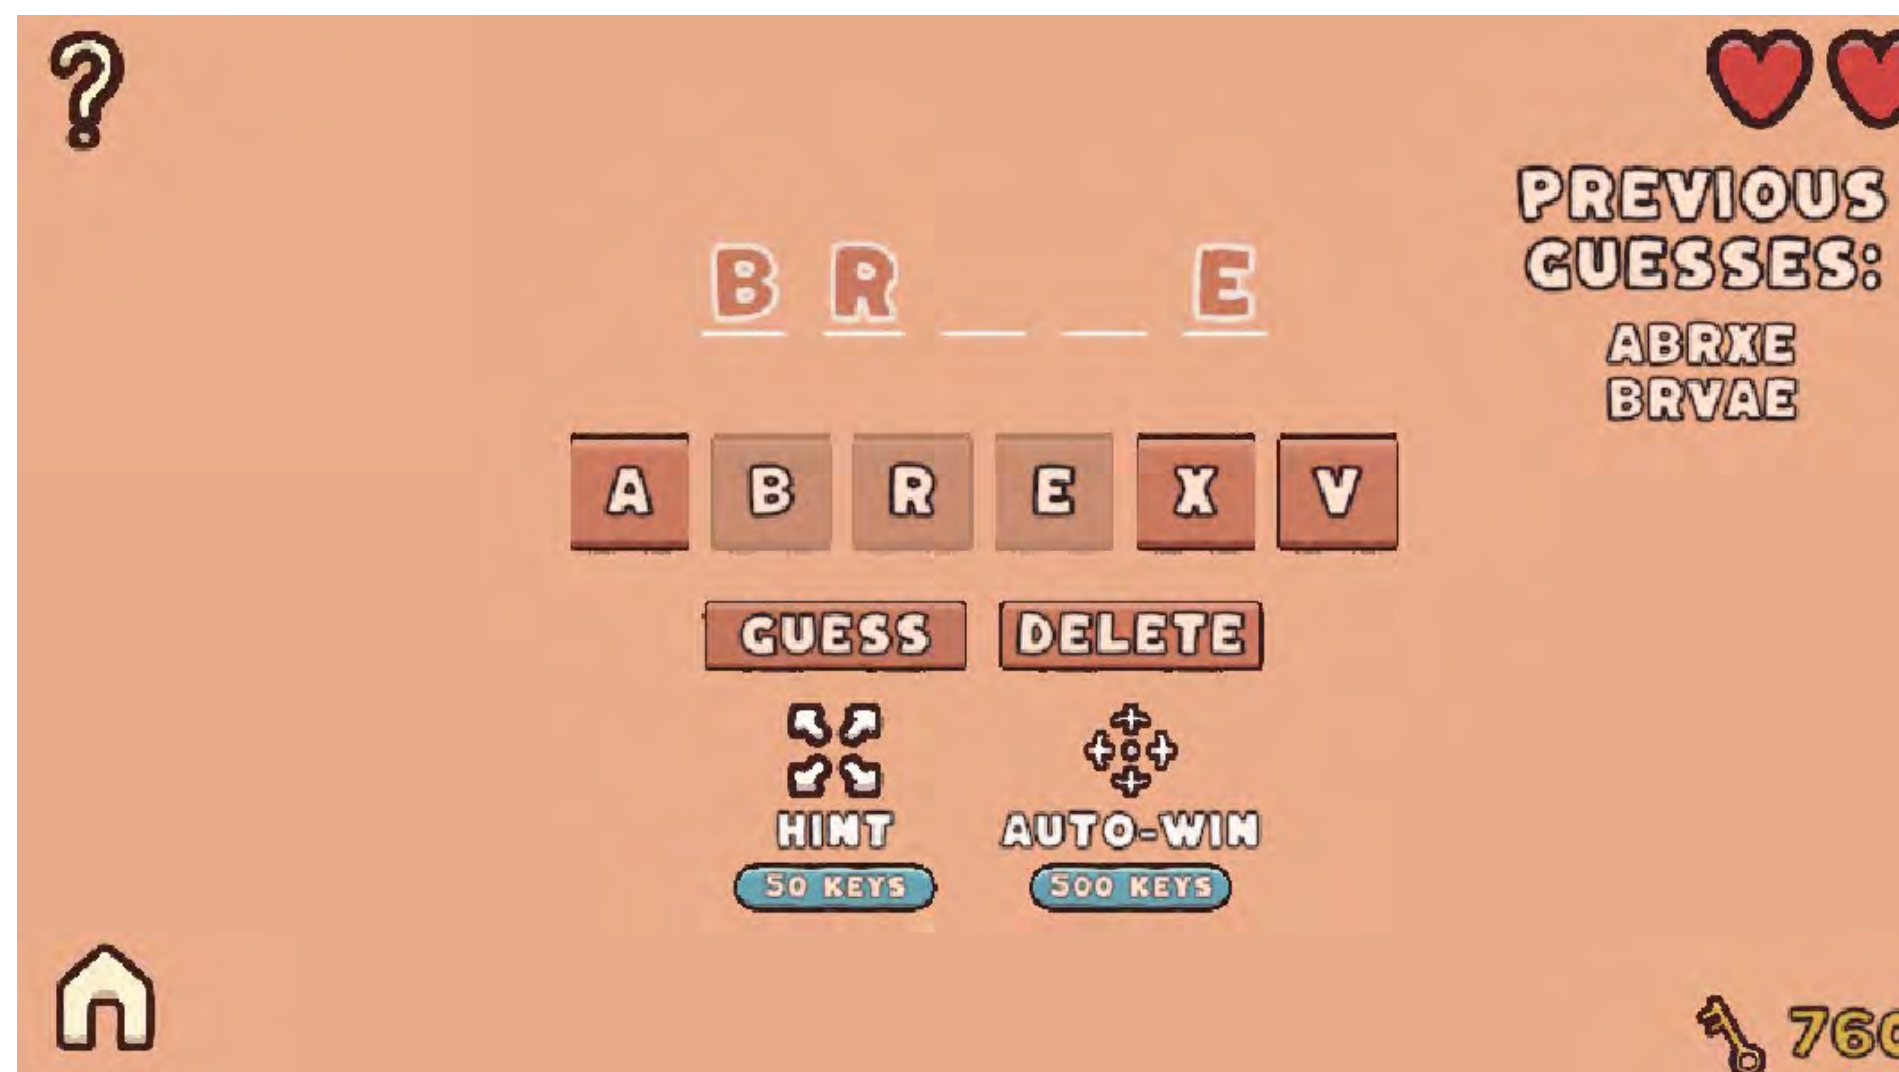 ?
PREVIOUS
GUESSES:
ABRXE
BRVAE
B R _ _ E
A B R E X V
GUESS DELETE
HINT AUTO-WIN
50 KEYS 500 KEYS